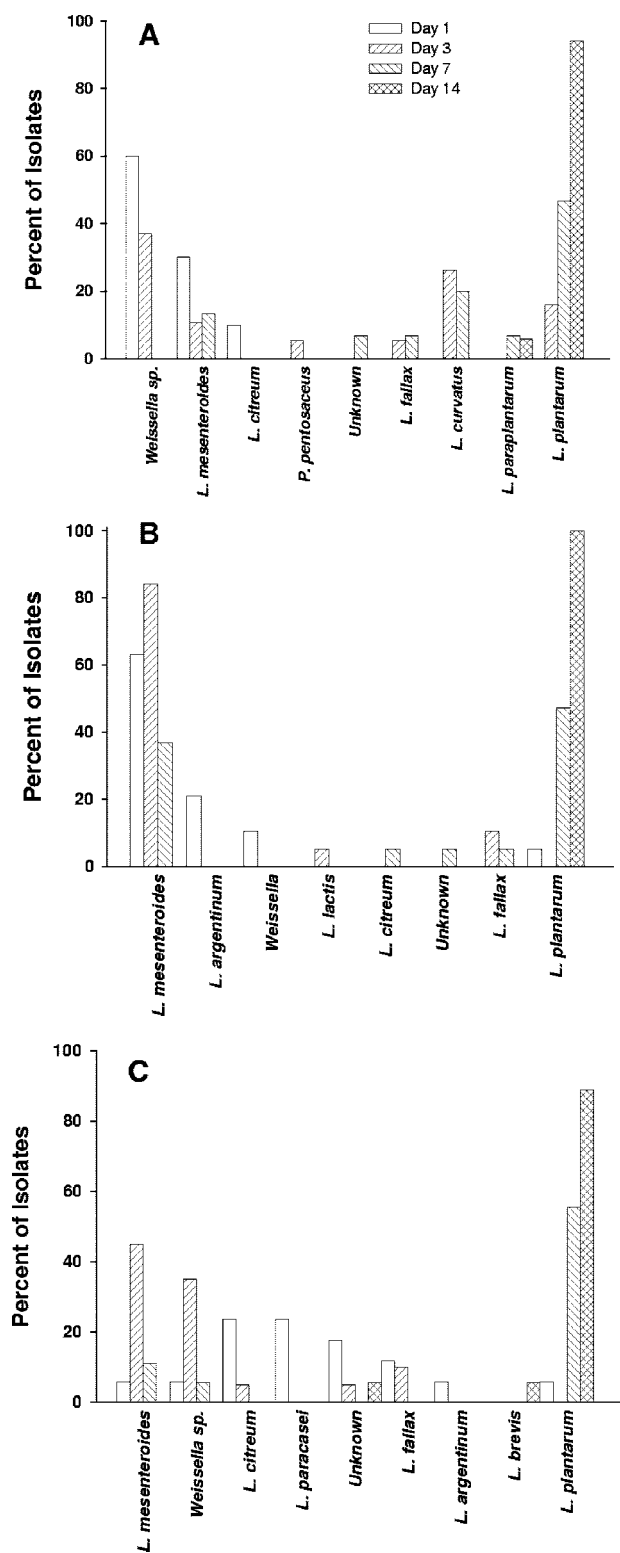 A
Day 1
Day 3
Day 7
Day 14
Percent of Isolates
100
80
60
40
20
0
Weissella sp.
L. mesenteroides
L. citreum
P. pentosaceus
Unknown
L. fallax
L. curvatus
L. paraplantarum
L. plantarum
B
Percent of Isolates
100
80
60
40
20
0
L. mesenteroides
L. argentinum
Weissella
L. lactis
L. citreum
Unknown
L. fallax
L. plantarum
C
Percent of Isolates
100
80
60
40
20
0
L. mesenteroides
Weissella sp.
L. citreum
L. paracasei
Unknown
L. fallax
L. argentinum
L. brevis
L. plantarum